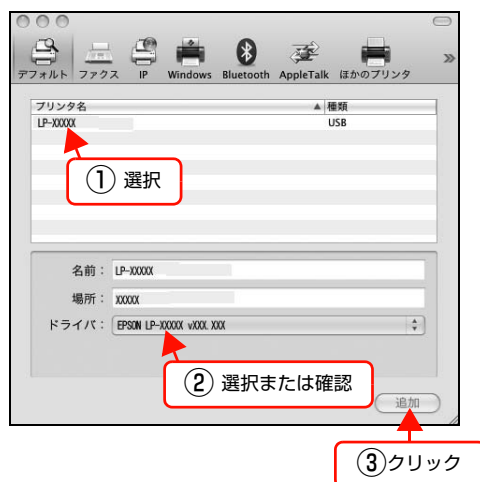 デフォルト ファクス IP Windows Bluetooth AppleTalk ほかのプリンタ
プリンタ名 種類
LP-XXXXX USB
① 選択
名前： LP-XXXXX
場所： XXXXX
ドライバ： EPSON LP-XXXXX vXXX. XXX
② 選択または確認
追加
③クリック